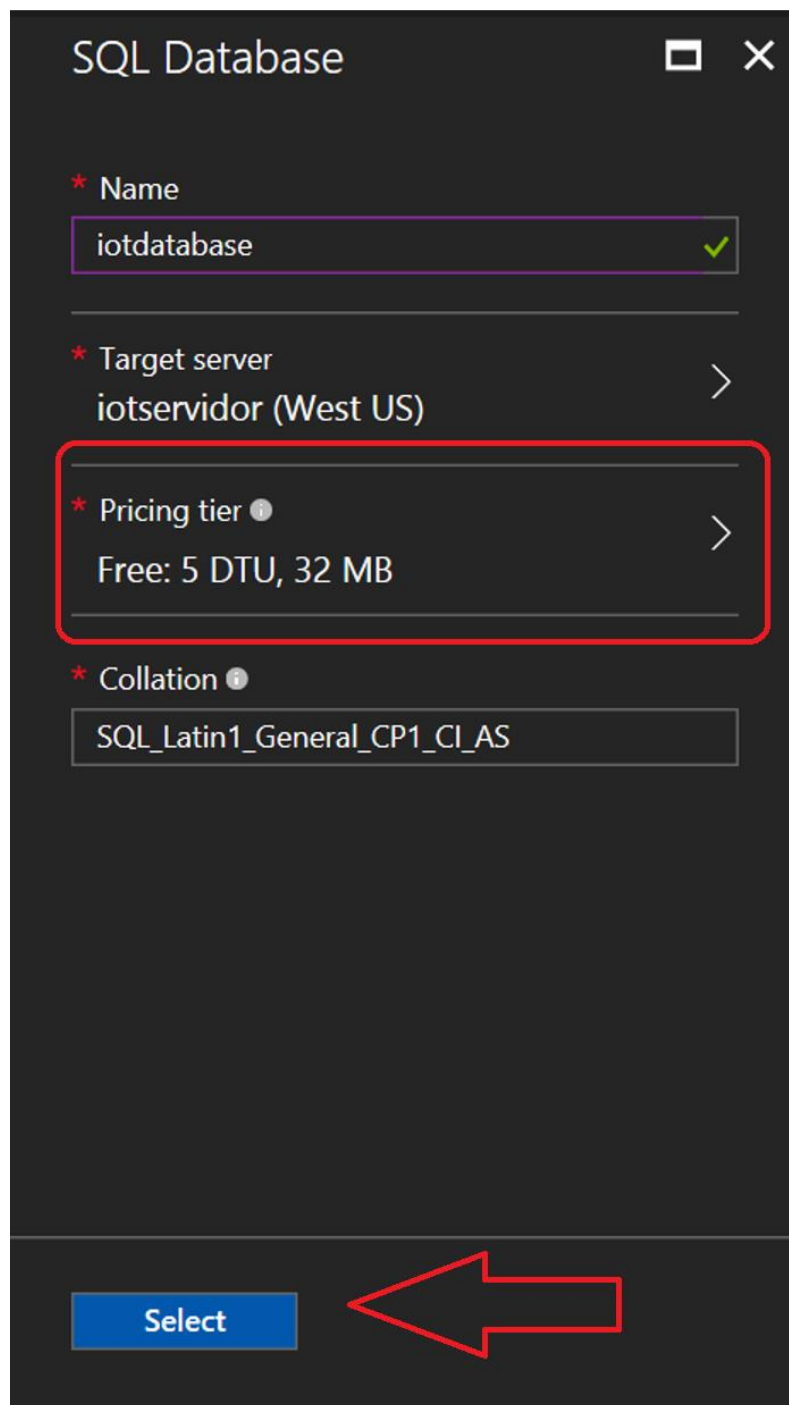 SQL Database
* Name
iotdatabase
* Target server
iotservidor (West US)
* Pricing tier
Free: 5 DTU, 32 MB
* Collation
SQL_Latin1_General_CP1_CI_AS
Select